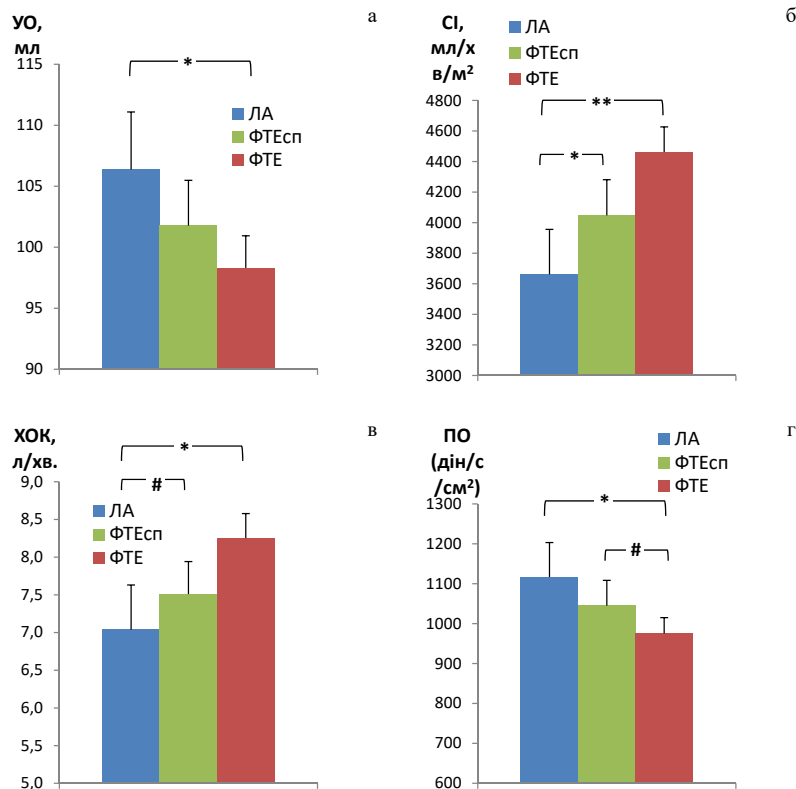 УО,
мл
а
115
110
105
100
95
90
*
ЛА
ФТЕсп
ФТЕ
СІ,
мл/х
в/м²
б
ЛА
ФТЕсп
ФТЕ
4800
4600
4400
4200
4000
3800
3600
3400
3200
3000
**
*
ХОК,
л/хв.
в
9,0
8,5
8,0
7,5
7,0
6,5
6,0
5,5
5,0
*
#
ЛА
ФТЕсп
ФТЕ
ПО
(дін/с
/см²)
г
ЛА
ФТЕсп
ФТЕ
1300
1200
1100
1000
900
800
700
600
*
#